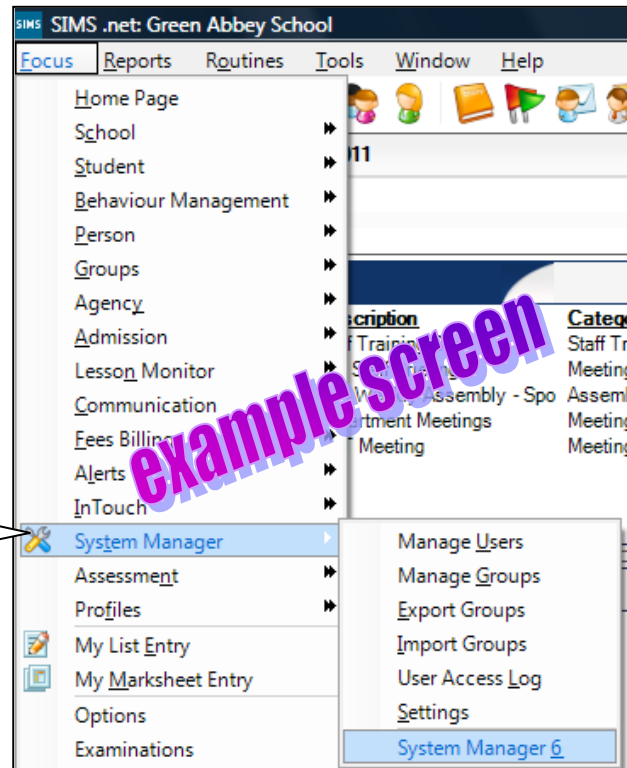 SIMS SIMS .net: Green Abbey School
Focus Reports Routines Tools Window Help
Home Page
School
Student
Behaviour Management
Person
Groups
Agency
Admission
Lesson Monitor
Communication
Fees Billing
Alerts
InTouch
System Manager
Assessment
Profiles
My List Entry
My Marksheet Entry
Options
Examinations
Manage Users
Manage Groups
Export Groups
Import Groups
User Access Log
Settings
System Manager 6
11
scription Catego
f Training Staff Tr
Meeting
Assembly - Spo Assemb
rtment Meetings Meeting
Meeting Meeting
example screen